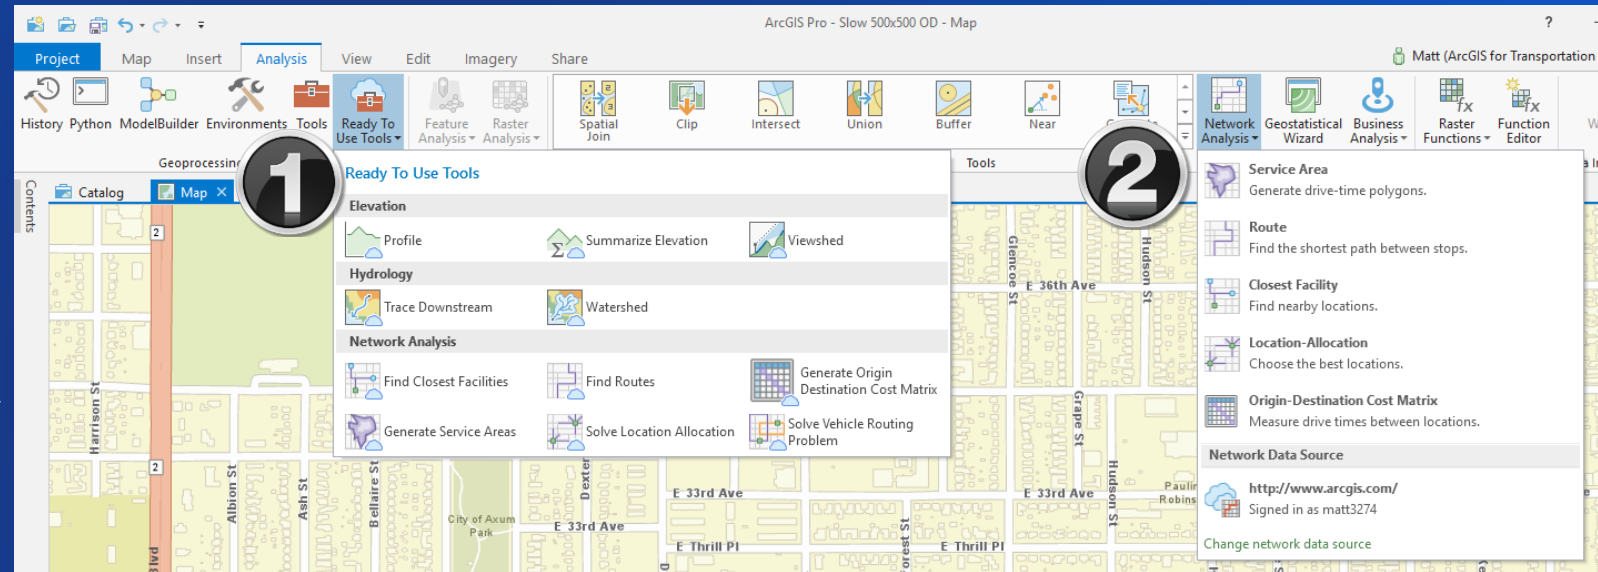 ArcGIS Pro - Slow 500x500 OD - Map
?
Project
Map
Insert
Analysis
View
Edit
Imagery
Share
Matt (ArcGIS for Transportation
History
Python
ModelBuilder
Environments
Tools
Ready To
Use Tools
Feature
Analysis
Raster
Analysis
Spatial
Join
Clip
Intersect
Union
Buffer
Near
Network
Analysis
Geostatistical
Wizard
Business
Analysis
Raster
Functions
Function
Editor
Geoprocessing
Tools
1
2
Contents
Catalog
Map
Ready To Use Tools
Elevation
Profile
Summarize Elevation
Viewshed
Hydrology
Trace Downstream
Watershed
Network Analysis
Find Closest Facilities
Find Routes
Generate Origin
Destination Cost Matrix
Generate Service Areas
Solve Location Allocation
Solve Vehicle Routing
Problem
Service Area
Generate drive-time polygons.
Route
Find the shortest path between stops.
Closest Facility
Find nearby locations.
Location-Allocation
Choose the best locations.
Origin-Destination Cost Matrix
Measure drive times between locations.
Network Data Source
http://www.arcgis.com/
Signed in as matt3274
Change network data source
2
2
Harrison St
Blvd
Albion St
Ash St
Bellaire St
Dexter
City of Axum
Park
E 33rd Ave
E 33rd Ave
E 33rd Ave
E Thrill Pl
E Thrill Pl
Forest St
Glencoe St
Hudson St
E 36th Ave
Grape St
Hudson St
Paulin
Robins